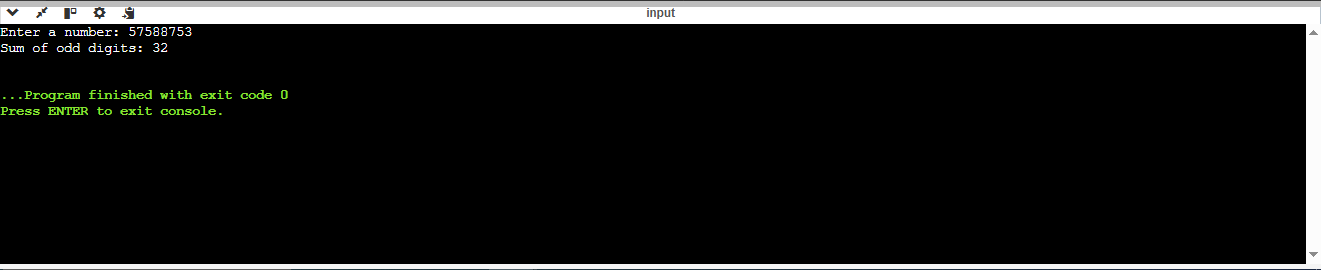 input
Enter a number: 57588753
Sum of odd digits: 32
...Program finished with exit code 0
Press ENTER to exit console.